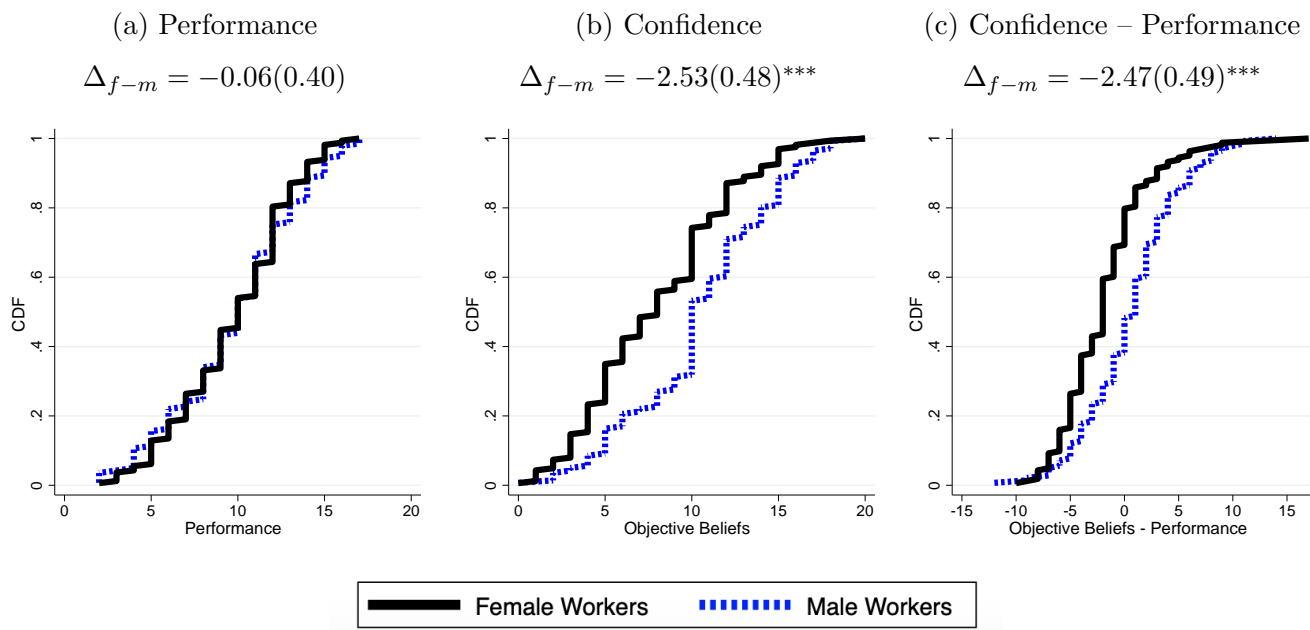 (a) Performance
Δf−m = −0.06(0.40)
CDF
0 .2 .4 .6 .8 1
0 5 10 15 20
Performance
(b) Confidence
Δf−m = −2.53(0.48)***
CDF
0 .2 .4 .6 .8 1
0 5 10 15 20
Objective Beliefs
(c) Confidence – Performance
Δf−m = −2.47(0.49)***
CDF
0 .2 .4 .6 .8 1
-15 -10 -5 0 5 10 15
Objective Beliefs - Performance
Female Workers Male Workers